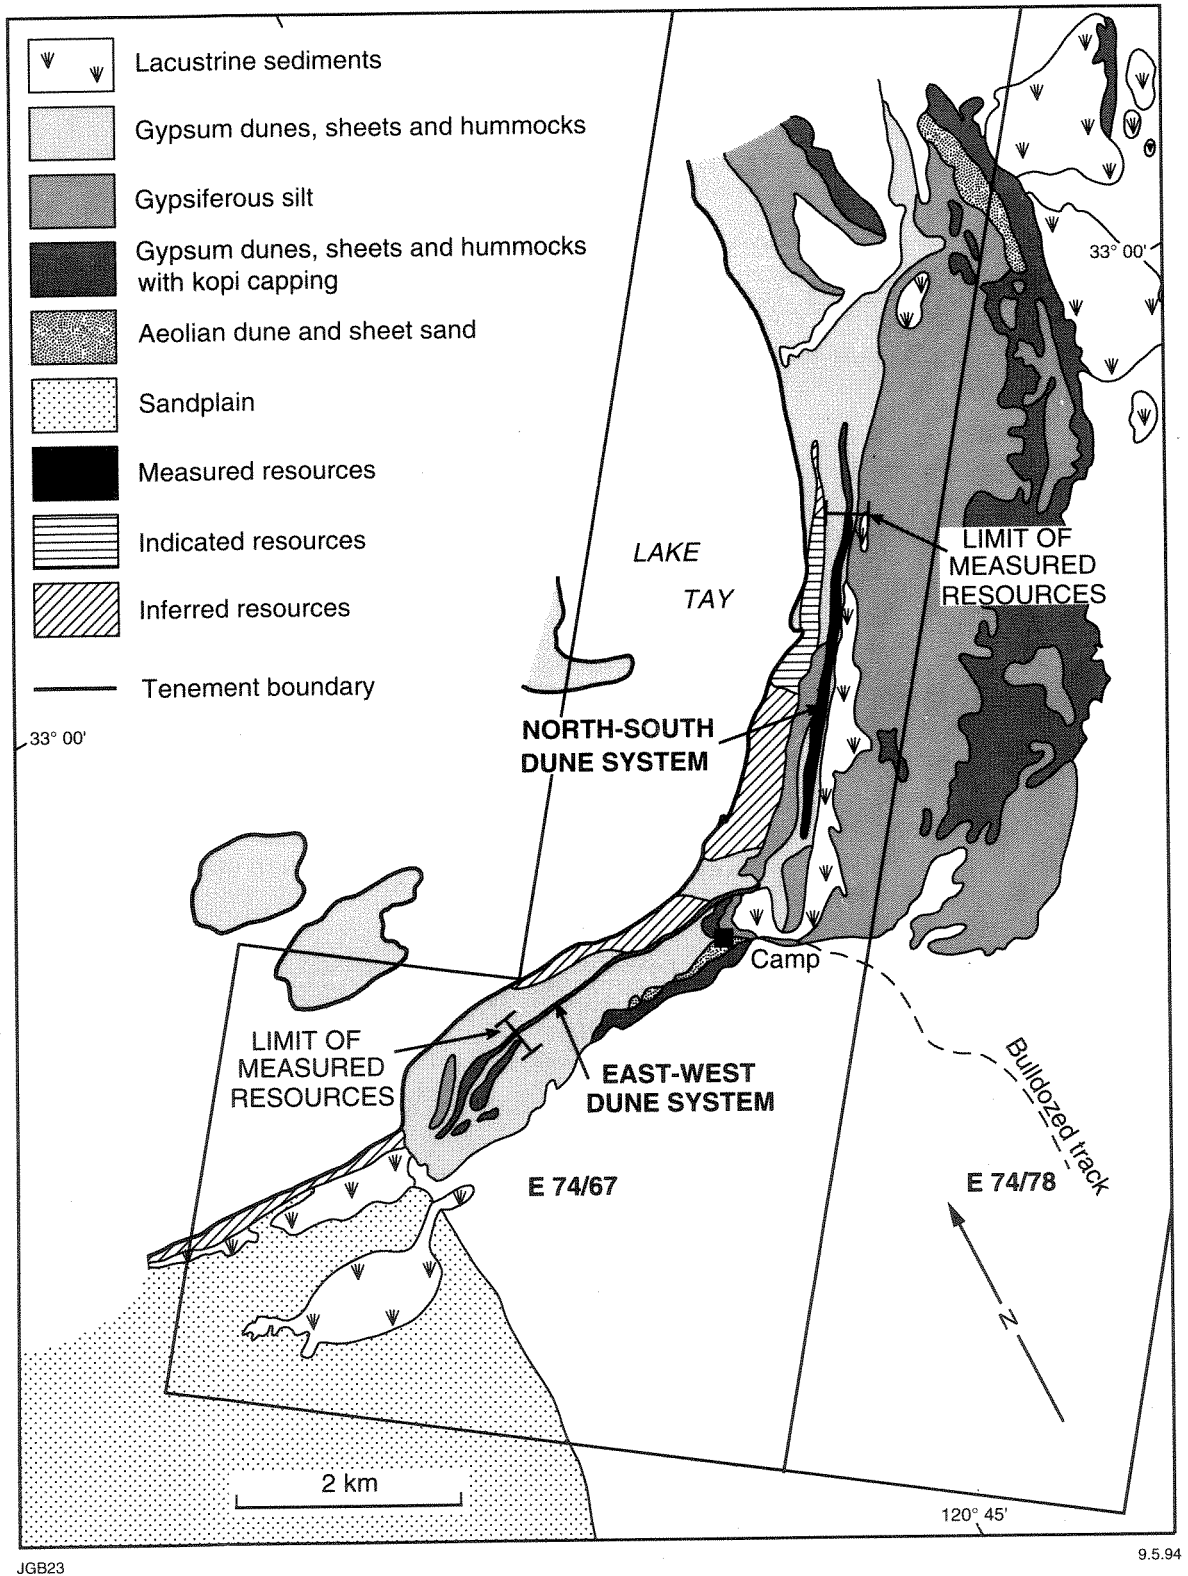 Lacustrine sediments
Gypsum dunes, sheets and hummocks
Gypsiferous silt
Gypsum dunes, sheets and hummocks
with kopi capping
Aeolian dune and sheet sand
Sandplain
Measured resources
Indicated resources
Inferred resources
Tenement boundary
33° 00'
33° 00'
LAKE
TAY
LIMIT OF
MEASURED
RESOURCES
NORTH-SOUTH
DUNE SYSTEM
Camp
LIMIT OF
MEASURED
RESOURCES
EAST-WEST
DUNE SYSTEM
Bulldozed track
E 74/67
E 74/78
N
2 km
120° 45'
JGB23
9.5.94